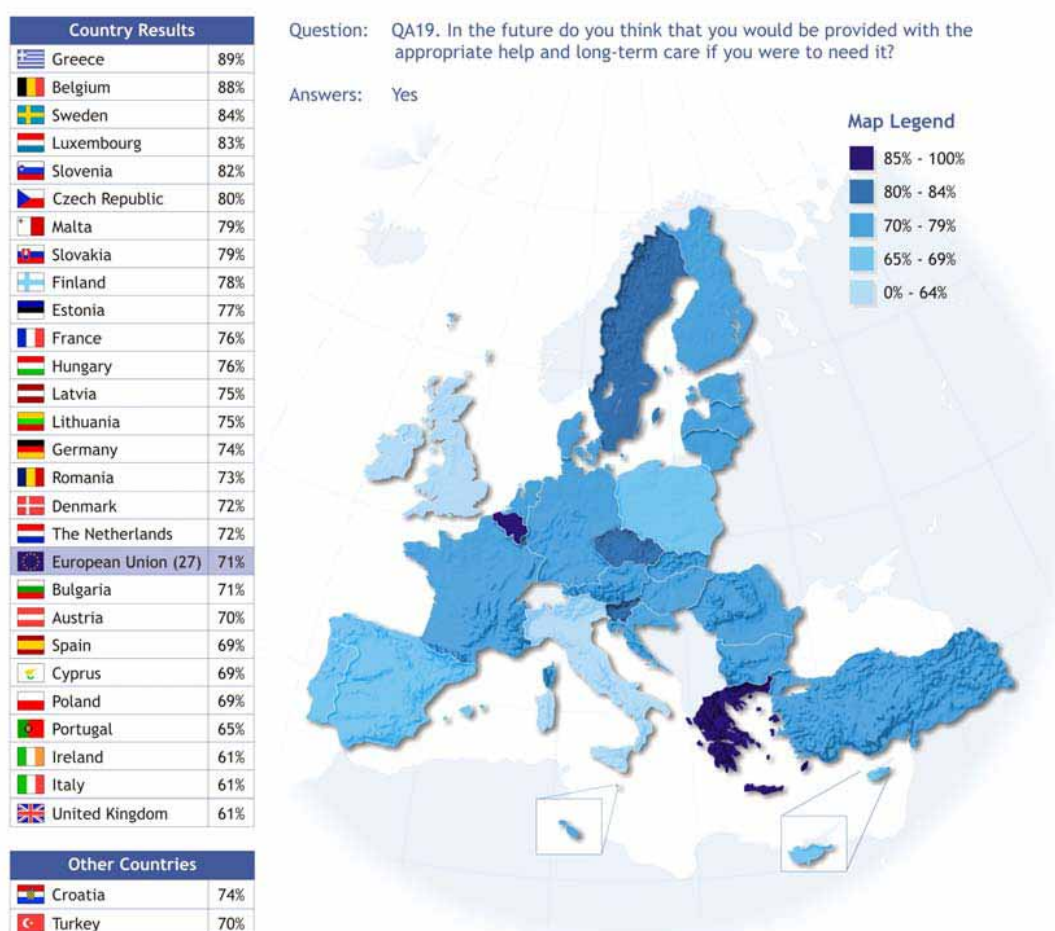 Country Results
Greece 89%
Belgium 88%
Sweden 84%
Luxembourg 83%
Slovenia 82%
Czech Republic 80%
Malta 79%
Slovakia 79%
Finland 78%
Estonia 77%
France 76%
Hungary 76%
Latvia 75%
Lithuania 75%
Germany 74%
Romania 73%
Denmark 72%
The Netherlands 72%
European Union (27) 71%
Bulgaria 71%
Austria 70%
Spain 69%
Cyprus 69%
Poland 69%
Portugal 65%
Ireland 61%
Italy 61%
United Kingdom 61%
Other Countries
Croatia 74%
Turkey 70%
Question: QA19. In the future do you think that you would be provided with the
appropriate help and long-term care if you were to need it?
Answers: Yes
Map Legend
85% - 100%
80% - 84%
70% - 79%
65% - 69%
0% - 64%